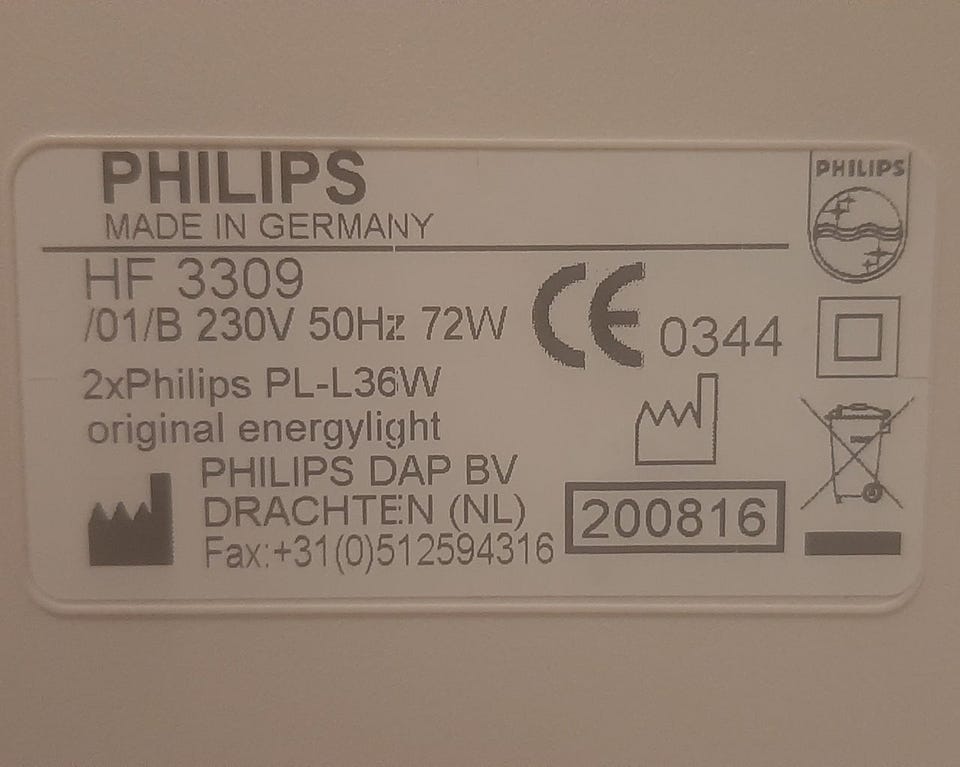 PHILIPS
MADE IN GERMANY
PHILIPS
HF 3309
/01/B 230V 50Hz 72W
CE 0344
2xPhilips PL-L36W
original energylight
PHILIPS DAP BV
DRACHTEN (NL)
Fax:+31(0)512594316
200816